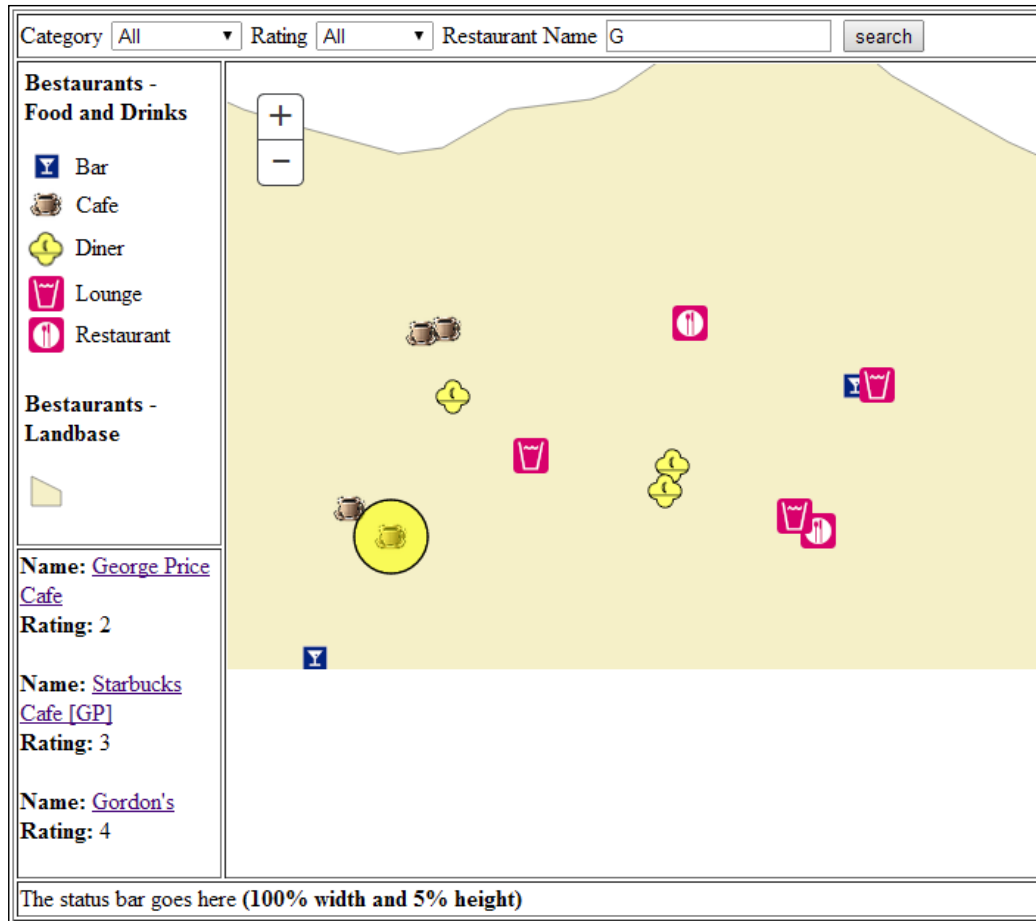 Category All Rating All Restaurant Name G search
Bestaurants -
Food and Drinks
Bar
Cafe
Diner
Lounge
Restaurant
Bestaurants -
Landbase
+
−
Name: George Price
Cafe
Rating: 2
Name: Starbucks
Cafe [GP]
Rating: 3
Name: Gordon's
Rating: 4
The status bar goes here (100% width and 5% height)